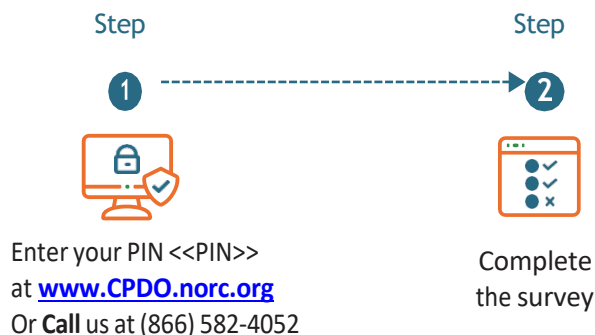 Step
1
Enter your PIN <<PIN>>
at www.CPDO.norc.org
Or Call us at (866) 582-4052
Step
2
Complete
the survey